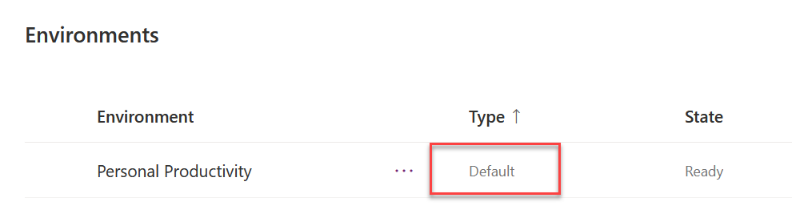 Environments
Environment Type ↑ State
Personal Productivity ... Default Ready